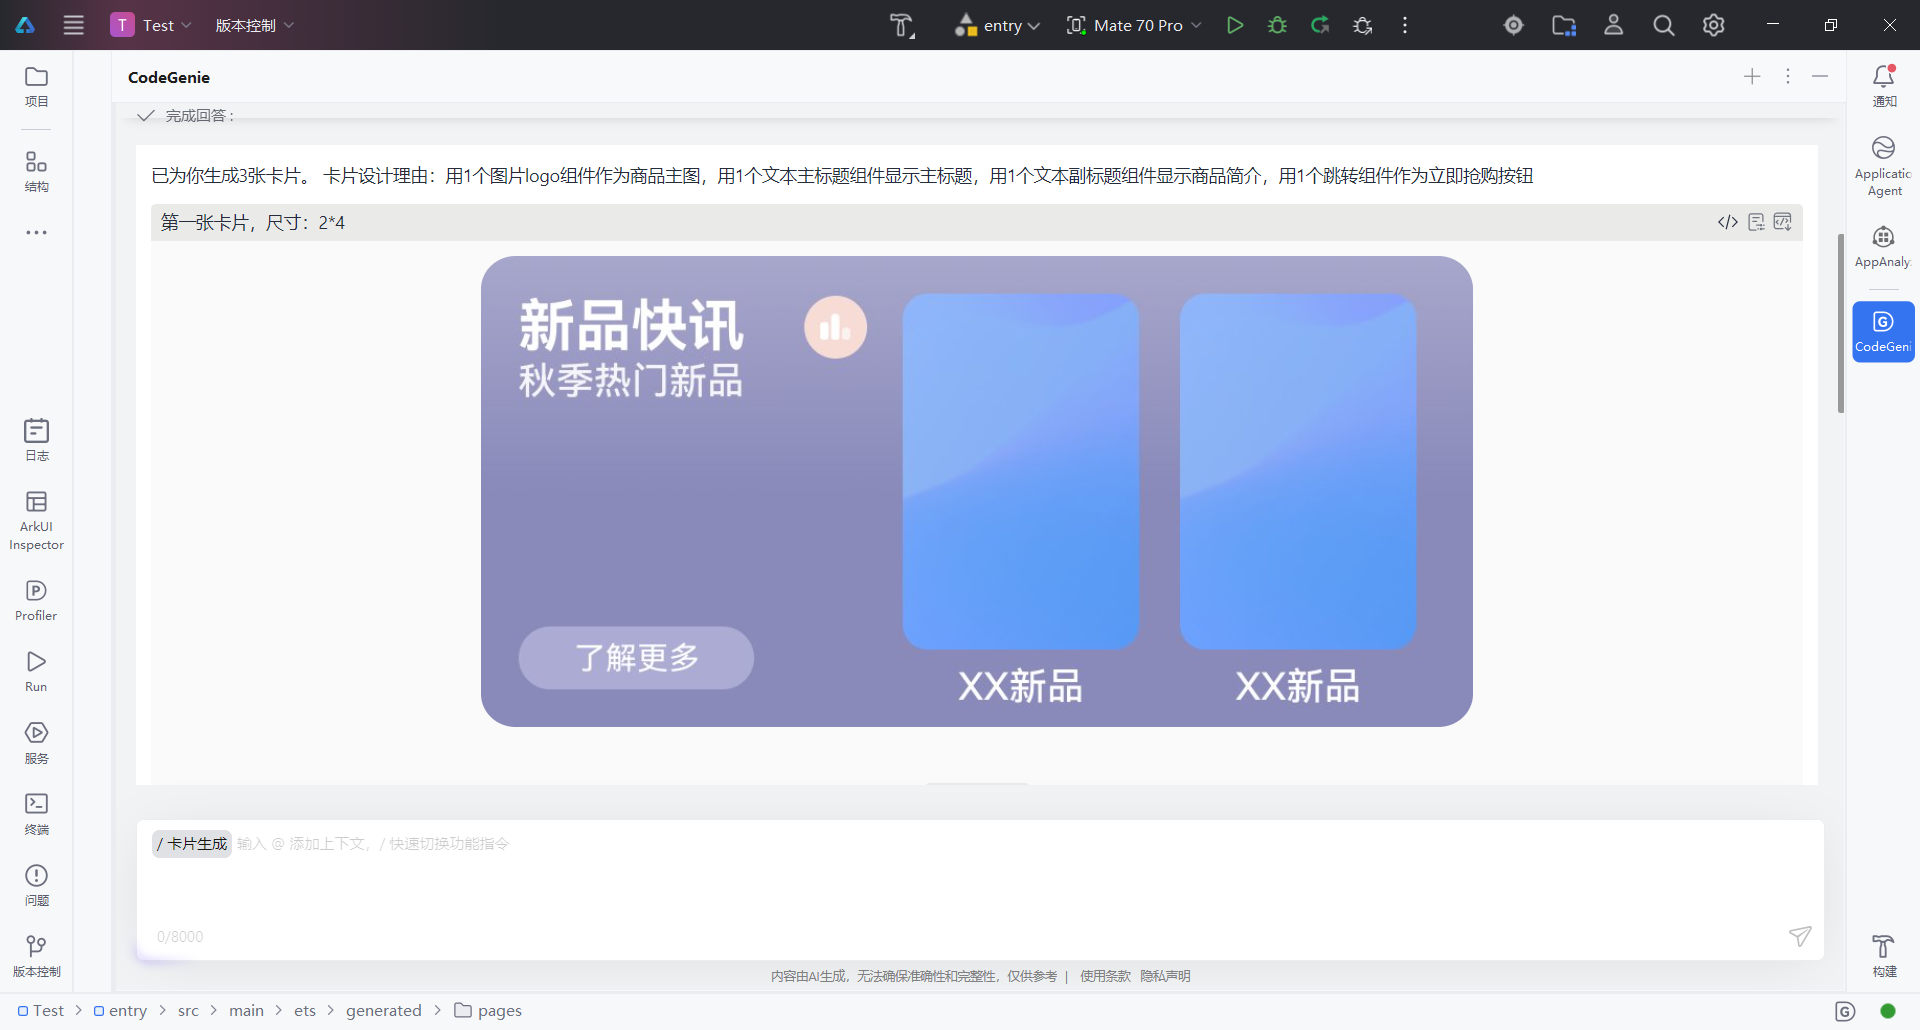 T Test 版本控制 entry Mate 70 Pro
CodeGenie
项目
结构
日志
ArkUI
Inspector
Profiler
Run
服务
终端
问题
版本控制
完成回答：
已为你生成3张卡片。 卡片设计理由：用1个图片logo组件作为商品主图，用1个文本主标题组件显示主标题，用1个文本副标题组件显示商品简介，用1个跳转组件作为立即抢购按钮
第一张卡片，尺寸：2*4
新品快讯
秋季热门新品
了解更多
XX新品
XX新品
/ 卡片生成 输入 @ 添加上下文，/ 快速切换功能指令
0/8000
内容由AI生成，无法确保准确性和完整性，仅供参考 | 使用条款 隐私声明
通知
Applicatic
Agent
AppAnaly
CodeGeni
构建
Test > entry > src > main > ets > generated > pages